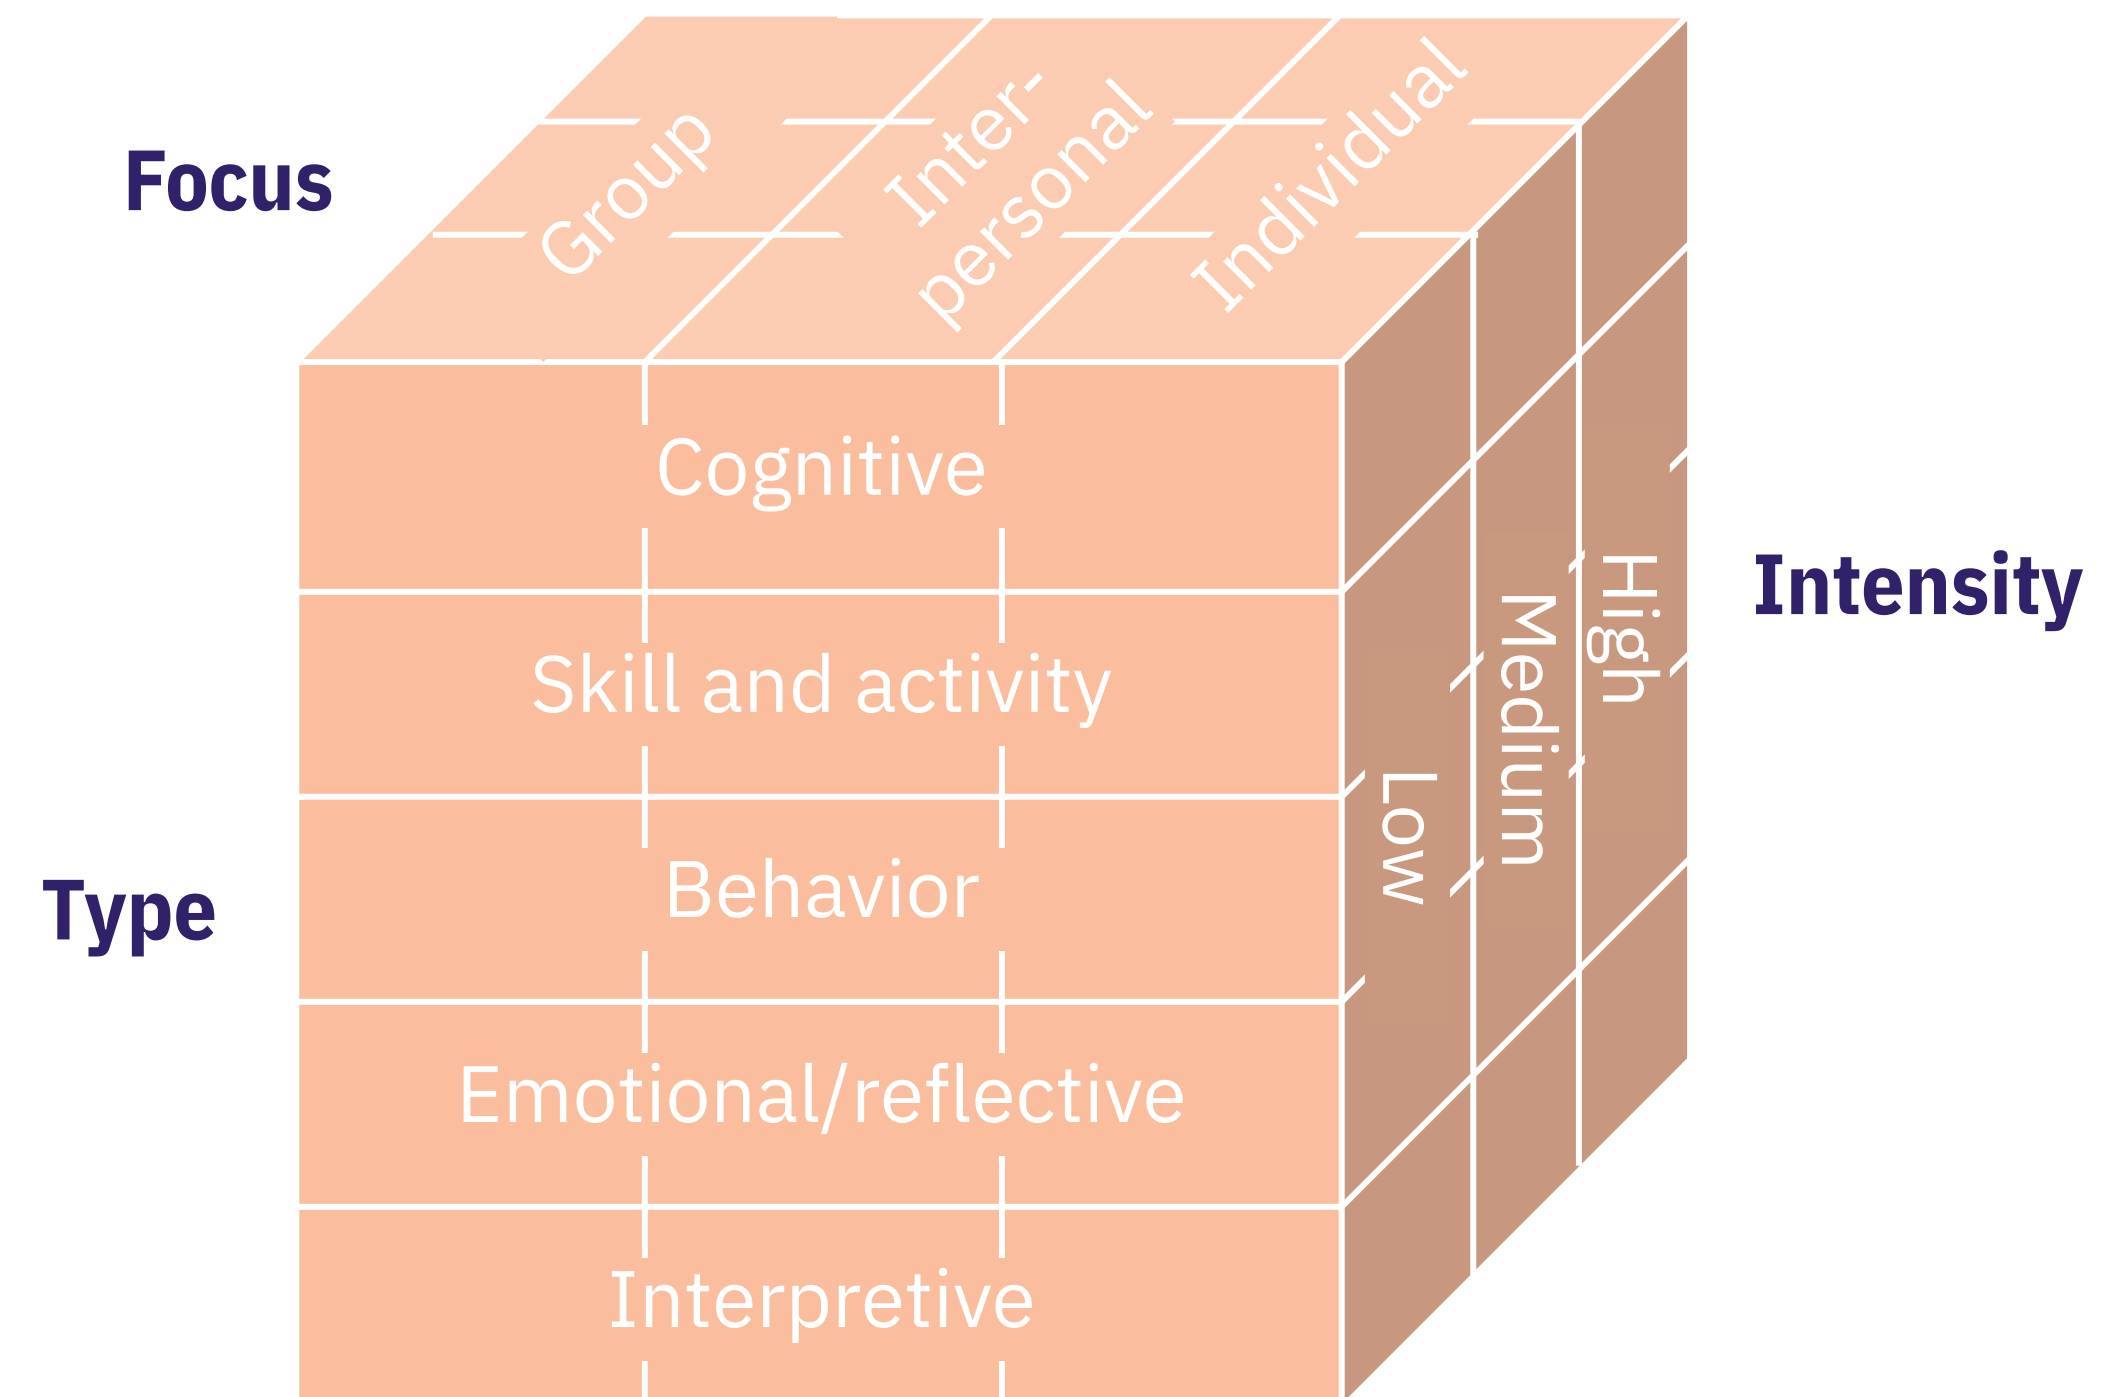 Focus
Group
Inter-
personal
Individual
Cognitive
Skill and activity
Behavior
Emotional/reflective
Interpretive
Type
Low
Medium
High
Intensity